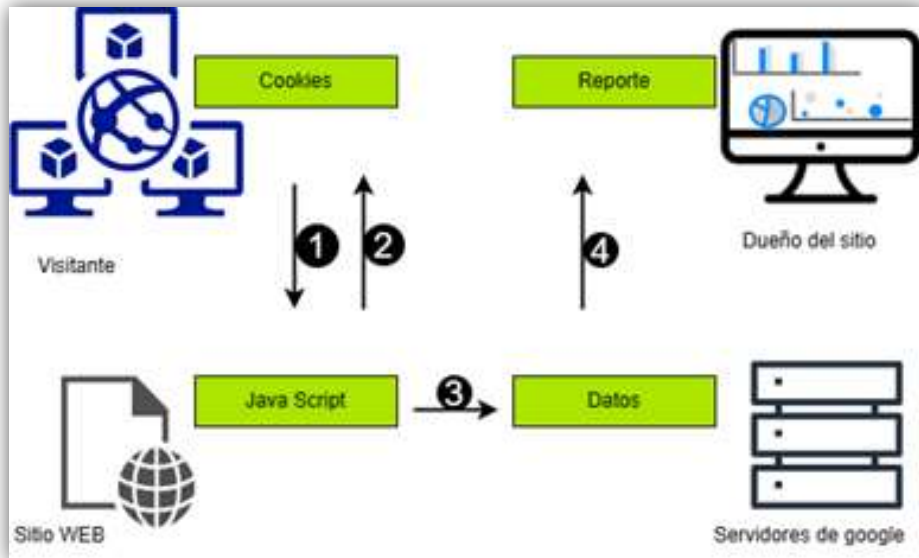 Cookies
Reporte
Visitante
1
2
4
Dueño del sitio
Java Script
3
Datos
Sitio WEB
Servidores de google